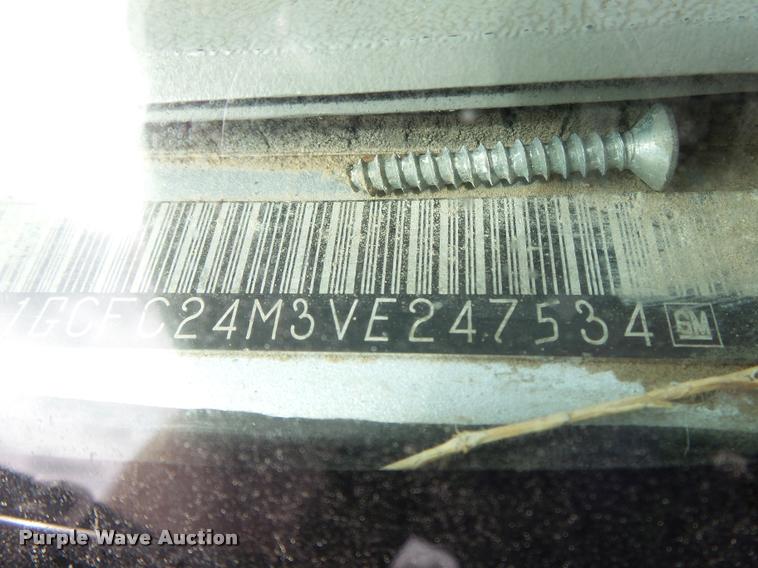 1GCFC24M3VE247534 GM
Purple Wave Auction